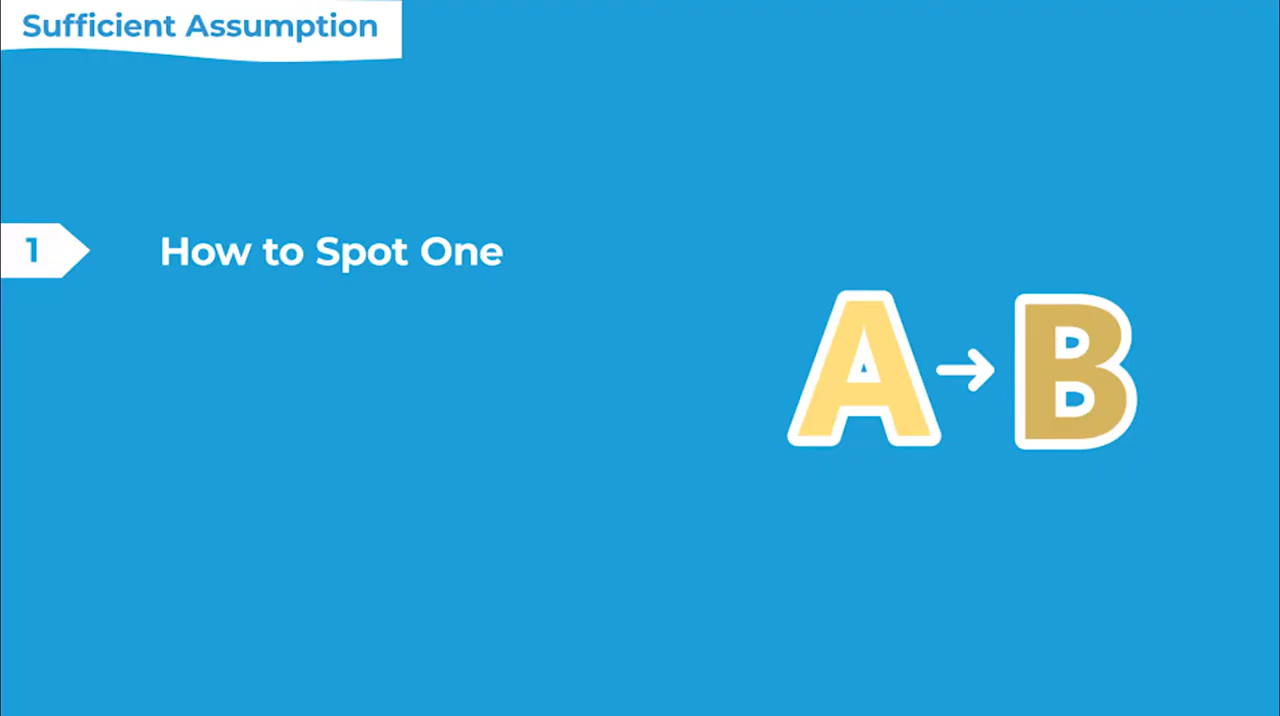 Sufficient Assumption
1 How to Spot One
A → B